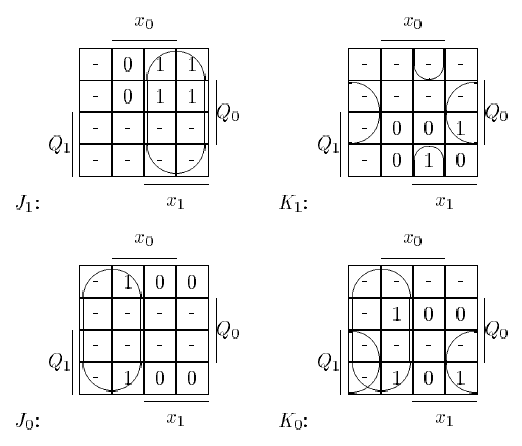 x₀
- 0 1 1
- 0 1 1
Q₀
- - - -
Q₁
- - - -
J₁: x₁
x₀
- - - -
- - - -
Q₀
- 0 0 1
Q₁
- 0 1 0
K₁: x₁
x₀
- 1 0 0
- - - -
Q₀
- - - -
Q₁
- 1 0 0
J₀: x₁
x₀
- - - -
- 1 0 0
Q₀
- - - -
Q₁
- 1 0 1
K₀: x₁